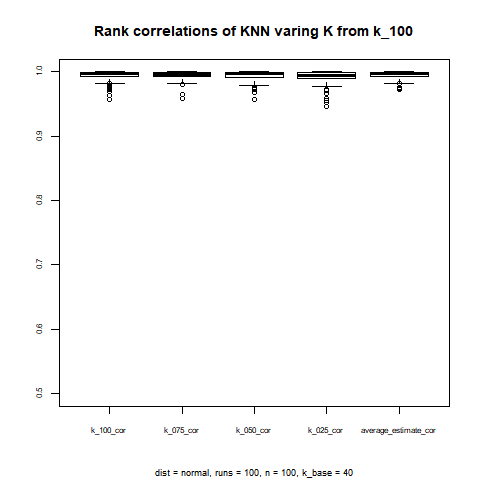 Rank correlations of KNN varing K from k_100
1.0
0.9
0.8
0.7
0.6
0.5
k_100_cor k_075_cor k_050_cor k_025_cor average_estimate_cor
dist = normal, runs = 100, n = 100, k_base = 40